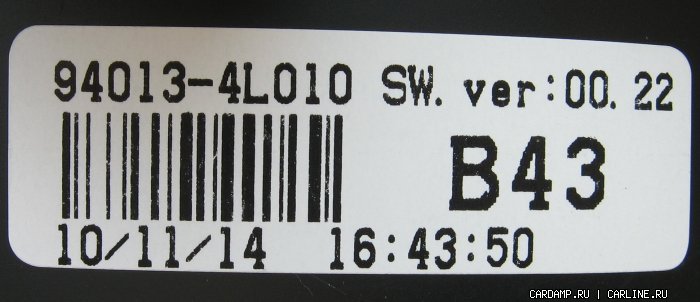 94013-4L010 SW. ver:00.22
B43
10/11/14 16:43:50
CARDAMP.RU | CARLINE.RU